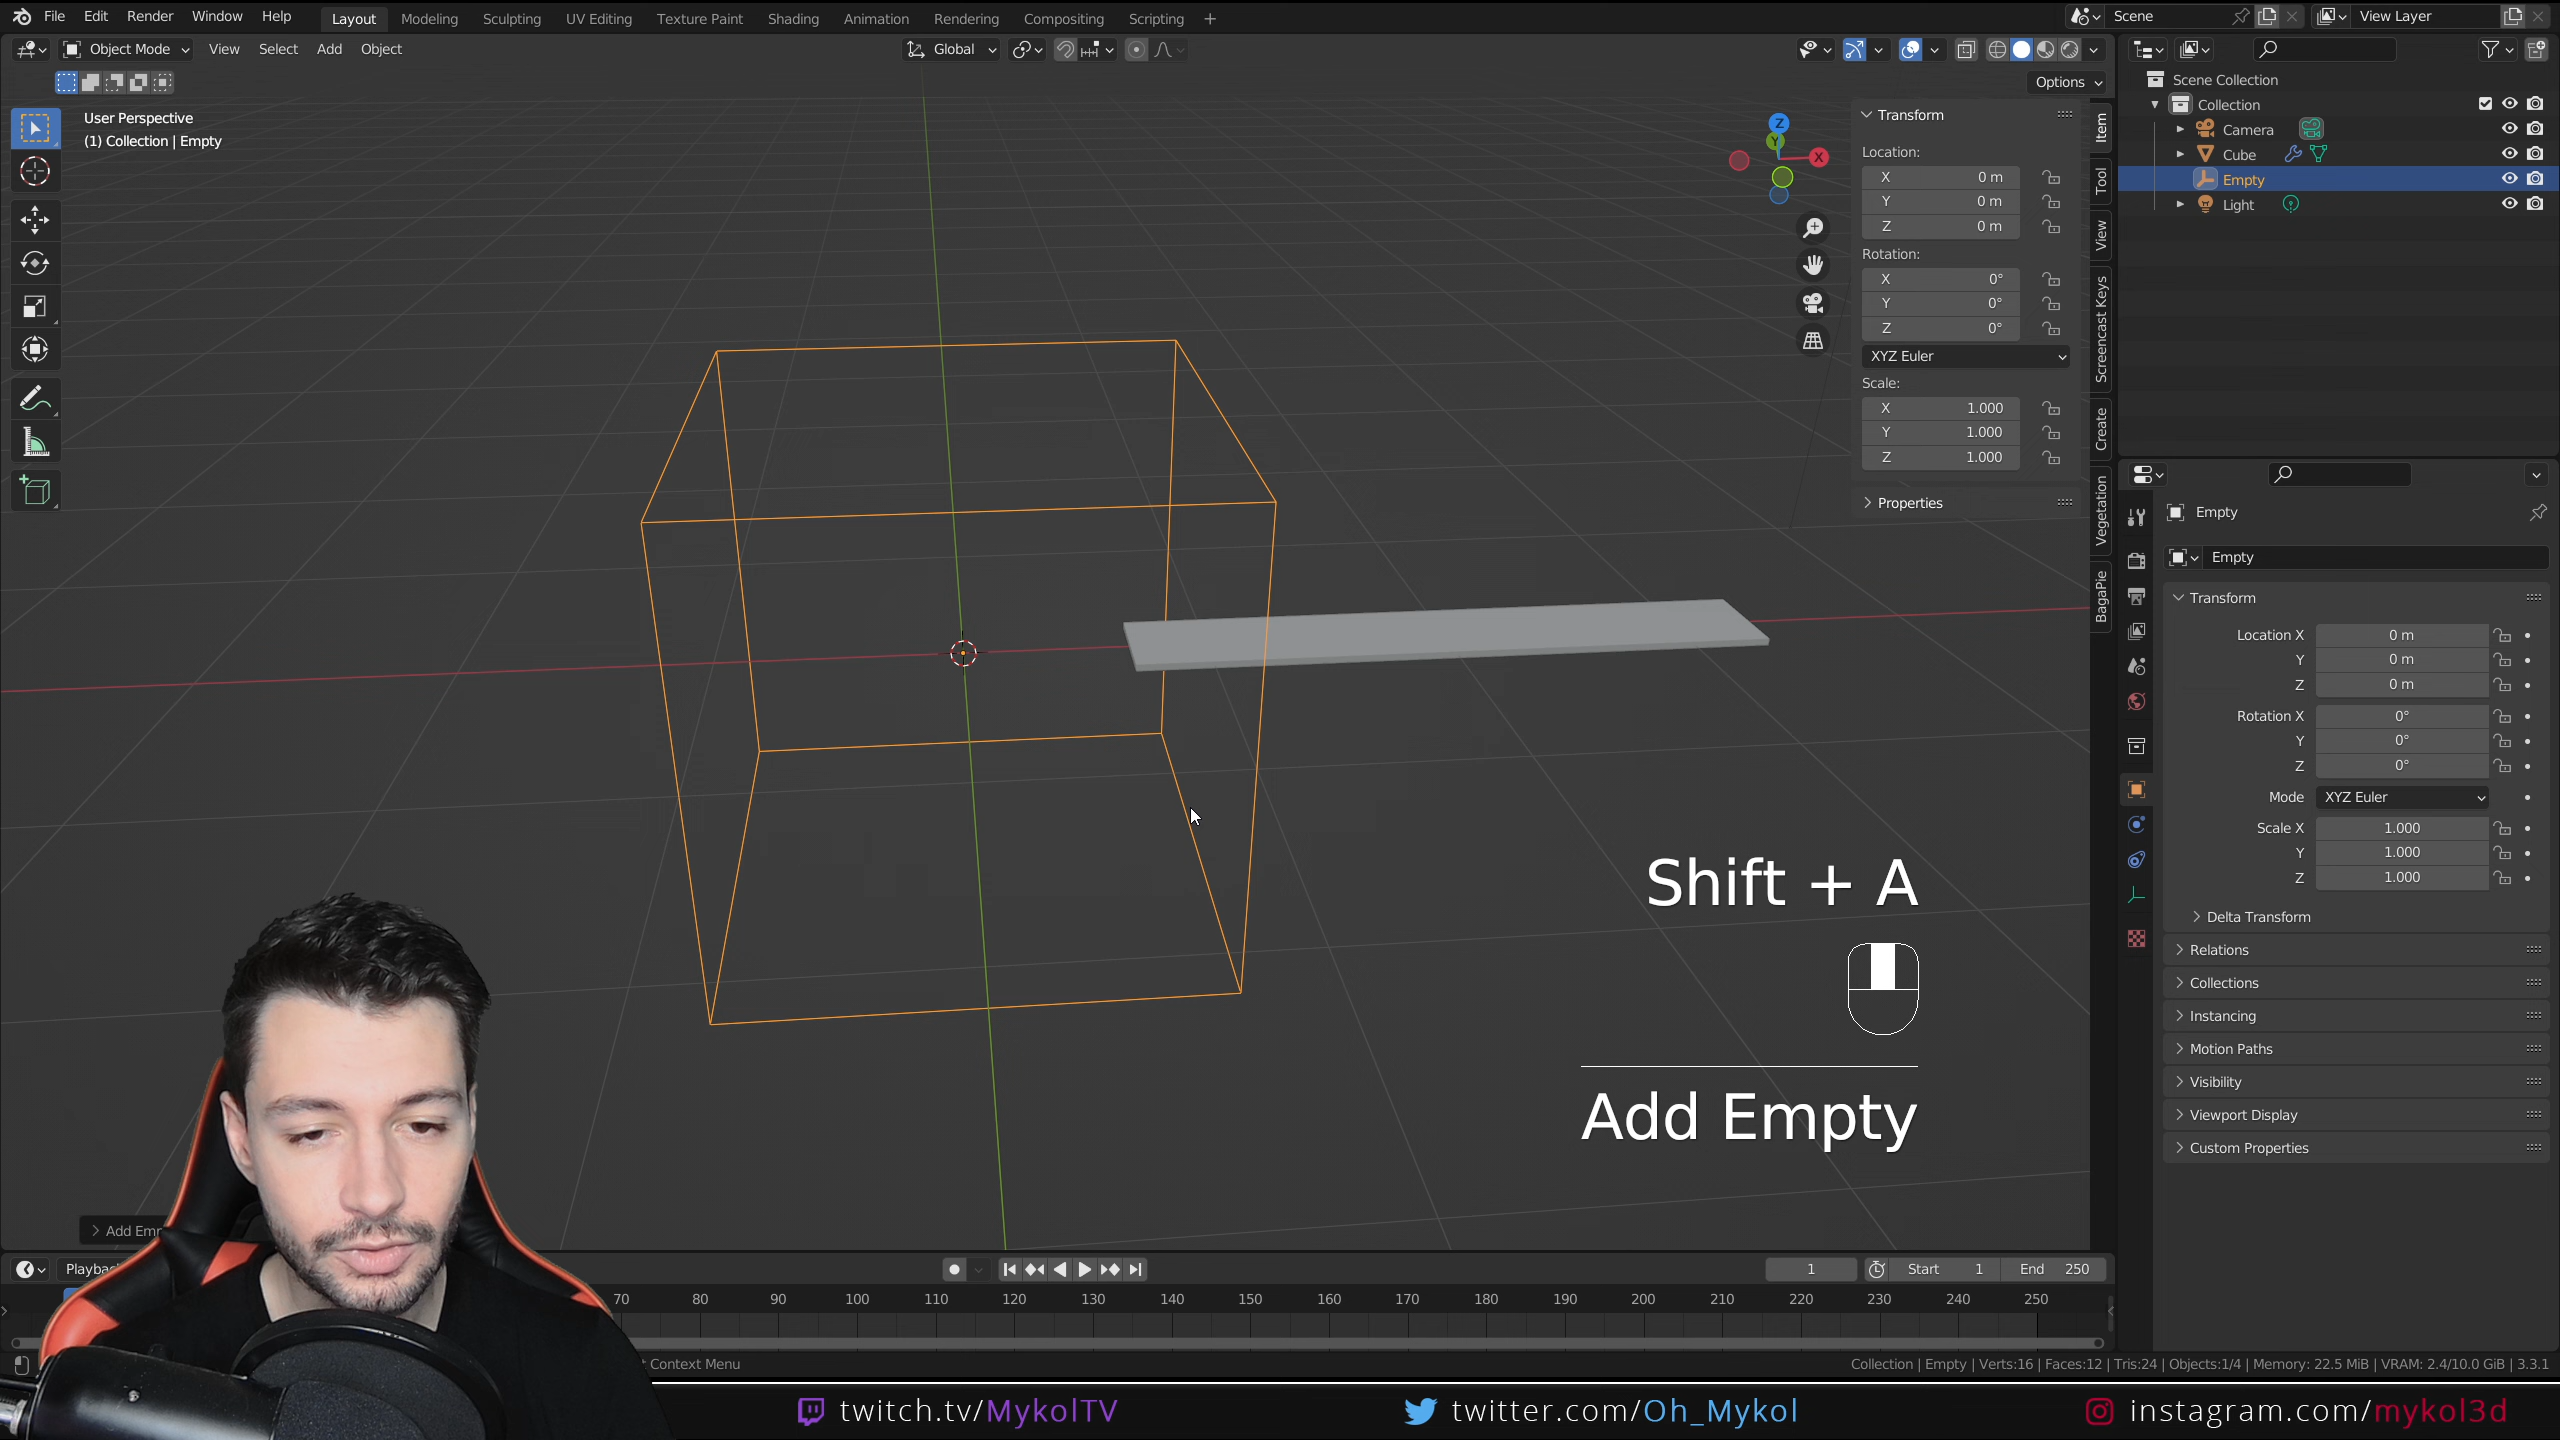 File Edit Render Window Help
Layout Modeling Sculpting UV Editing Texture Paint Shading Animation Rendering Compositing Scripting +
Scene
View Layer
Object Mode View Select Add Object
Global
Options
User Perspective
(1) Collection | Empty
Z
Y
X
Transform
Location:
X 0 m
Y 0 m
Z 0 m
Rotation:
X 0°
Y 0°
Z 0°
XYZ Euler
Scale:
X 1.000
Y 1.000
Z 1.000
Properties
Item
Tool
View
Screencast Keys
Create
Vegetation
BagaPie
Scene Collection
Collection
Camera
Cube
Empty
Light
Empty
Empty
Transform
Location X 0 m
Y 0 m
Z 0 m
Rotation X 0°
Y 0°
Z 0°
Mode XYZ Euler
Scale X 1.000
Y 1.000
Z 1.000
Delta Transform
Relations
Collections
Instancing
Motion Paths
Visibility
Viewport Display
Custom Properties
Shift + A
Add Empty
Add
1 Start 1 End 250
70 80 90 100 110 120 130 140 150 160 170 180 190 200 210 220 230 240 250
Context Menu
Collection | Empty | Verts:16 | Faces:12 | Tris:24 | Objects:1/4 | Memory: 22.5 MiB | VRAM: 2.4/10.0 GiB | 3.3.1
twitch.tv/MykolTV
twitter.com/Oh_Mykol
instagram.com/mykol3d